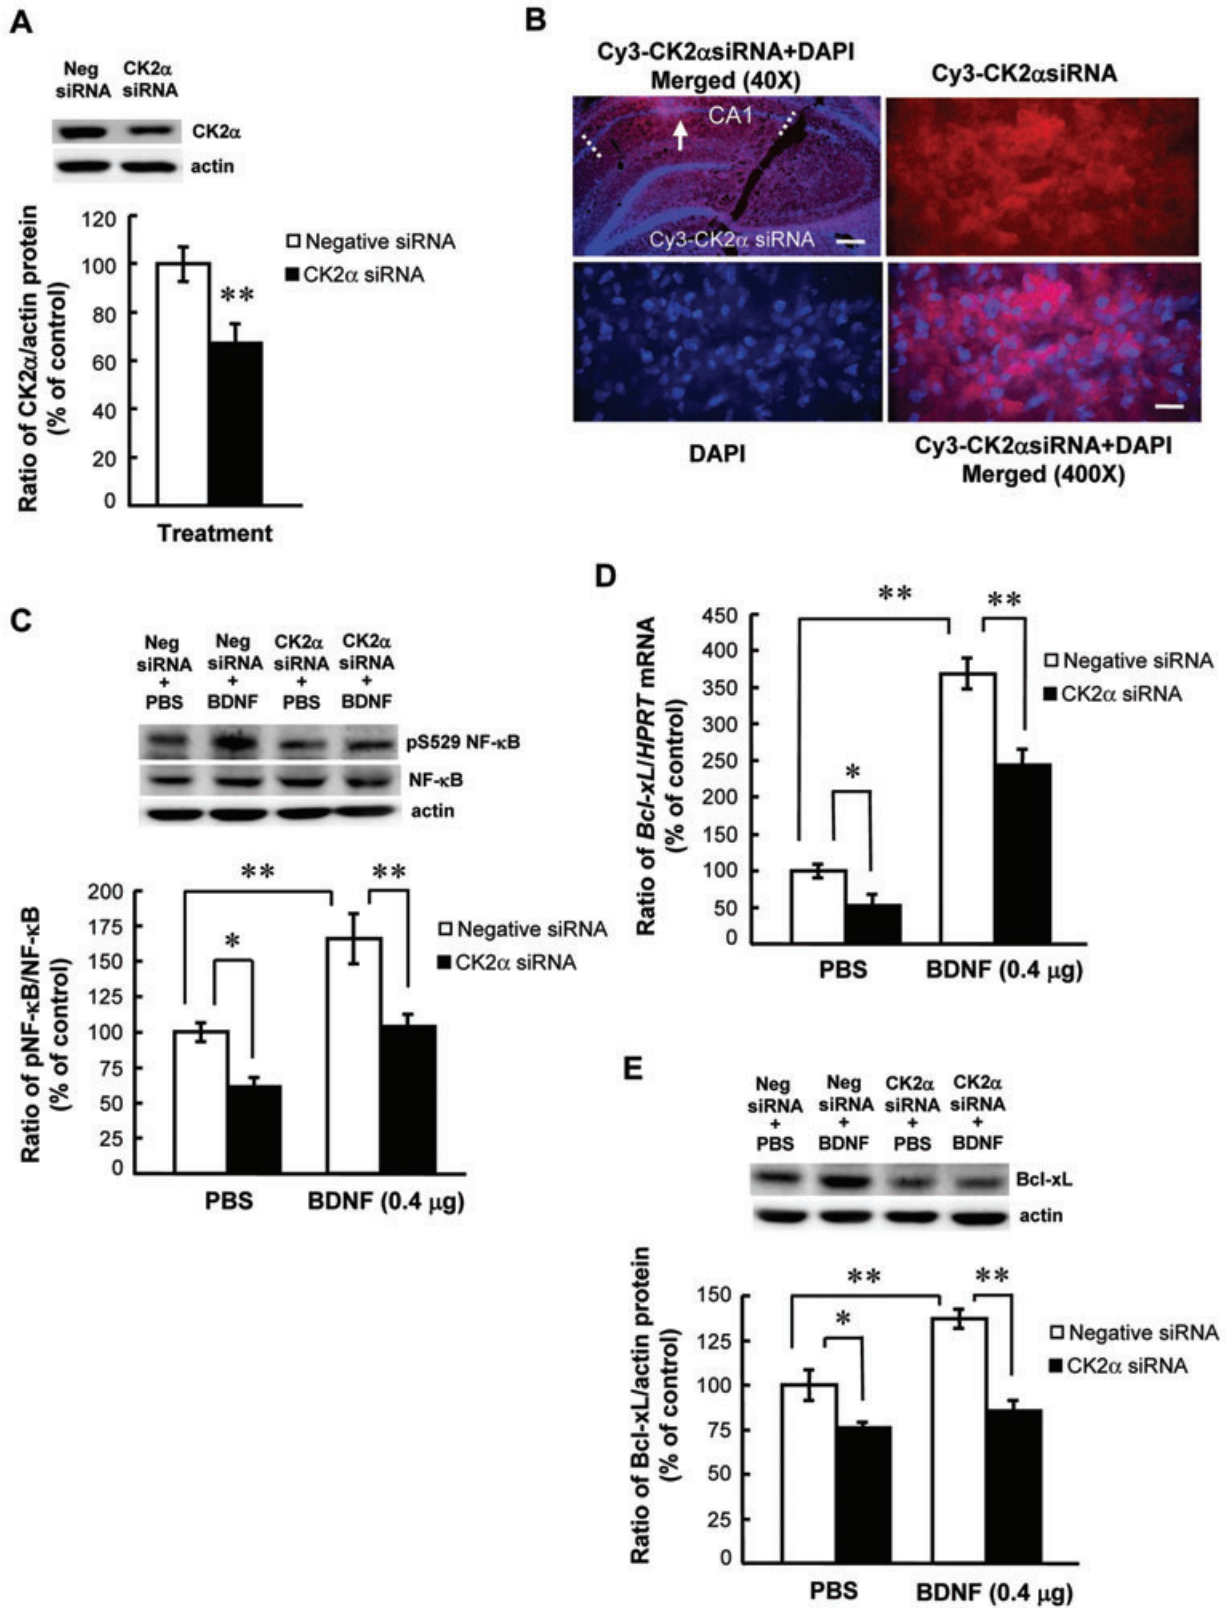 A
Neg siRNA
CK2α siRNA
CK2α
actin
Ratio of CK2α/actin protein
(% of control)
120
100
80
60
40
20
0
**
Negative siRNA
CK2α siRNA
Treatment
B
Cy3-CK2αsiRNA+DAPI
Merged (40X)
Cy3-CK2αsiRNA
CA1
Cy3-CK2α siRNA
DAPI
Cy3-CK2αsiRNA+DAPI
Merged (400X)
C
Neg siRNA + PBS
Neg siRNA + BDNF
CK2α siRNA + PBS
CK2α siRNA + BDNF
pS529 NF-κB
NF-κB
actin
Ratio of pNF-κB/NF-κB
(% of control)
200
175
150
125
100
75
50
25
0
**
**
*
Negative siRNA
CK2α siRNA
PBS
BDNF (0.4 μg)
D
Ratio of Bcl-xL/HPRT mRNA
(% of control)
450
400
350
300
250
200
150
100
50
0
**
**
*
Negative siRNA
CK2α siRNA
PBS
BDNF (0.4 μg)
E
Neg siRNA + PBS
Neg siRNA + BDNF
CK2α siRNA + PBS
CK2α siRNA + BDNF
Bcl-xL
actin
Ratio of Bcl-xL/actin protein
(% of control)
150
125
100
75
50
25
0
**
**
*
Negative siRNA
CK2α siRNA
PBS
BDNF (0.4 μg)